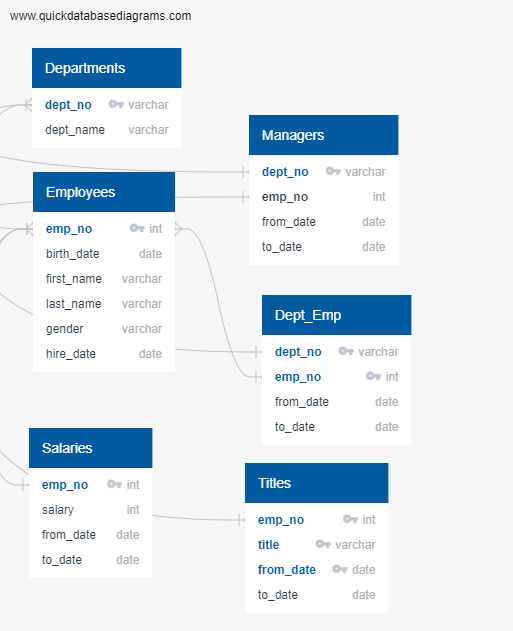 www.quickdatabasediagrams.com
Departments
dept_no varchar
dept_name varchar
Managers
dept_no varchar
emp_no int
from_date date
to_date date
Employees
emp_no int
birth_date date
first_name varchar
last_name varchar
gender varchar
hire_date date
Dept_Emp
dept_no varchar
emp_no int
from_date date
to_date date
Salaries
emp_no int
salary int
from_date date
to_date date
Titles
emp_no int
title varchar
from_date date
to_date date